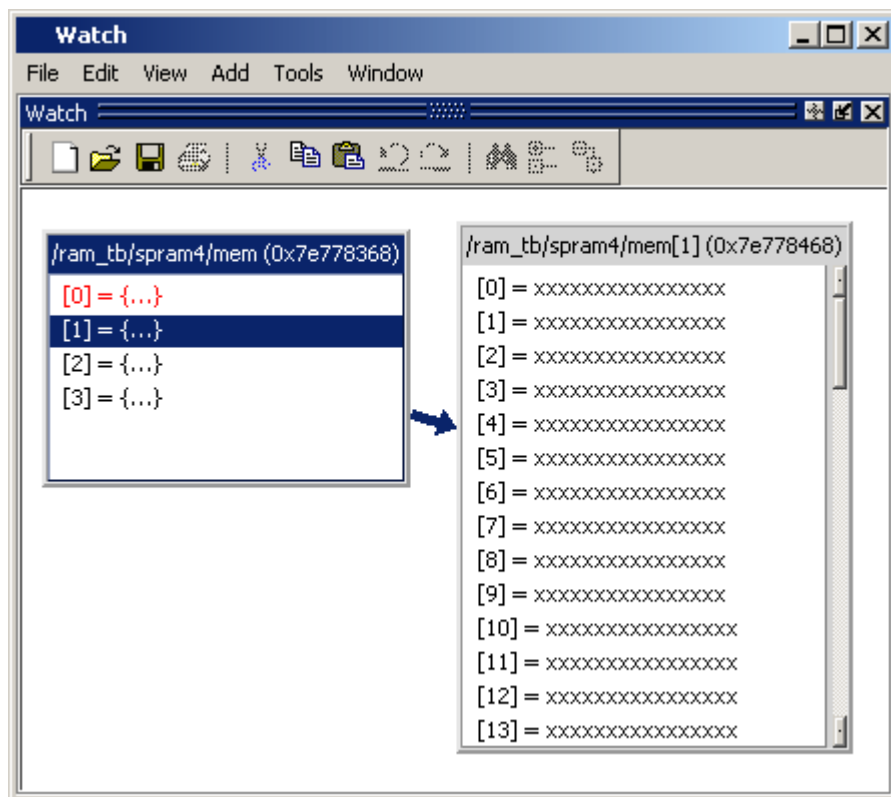 Watch
File Edit View Add Tools Window
Watch
/ram_tb/spram4/mem (0x7e778368)
[0] = {...}
[1] = {...}
[2] = {...}
[3] = {...}
/ram_tb/spram4/mem[1] (0x7e778468)
[0] = xxxxxxxxxxxxxxxx
[1] = xxxxxxxxxxxxxxxx
[2] = xxxxxxxxxxxxxxxx
[3] = xxxxxxxxxxxxxxxx
[4] = xxxxxxxxxxxxxxxx
[5] = xxxxxxxxxxxxxxxx
[6] = xxxxxxxxxxxxxxxx
[7] = xxxxxxxxxxxxxxxx
[8] = xxxxxxxxxxxxxxxx
[9] = xxxxxxxxxxxxxxxx
[10] = xxxxxxxxxxxxxxxx
[11] = xxxxxxxxxxxxxxxx
[12] = xxxxxxxxxxxxxxxx
[13] = xxxxxxxxxxxxxxxx